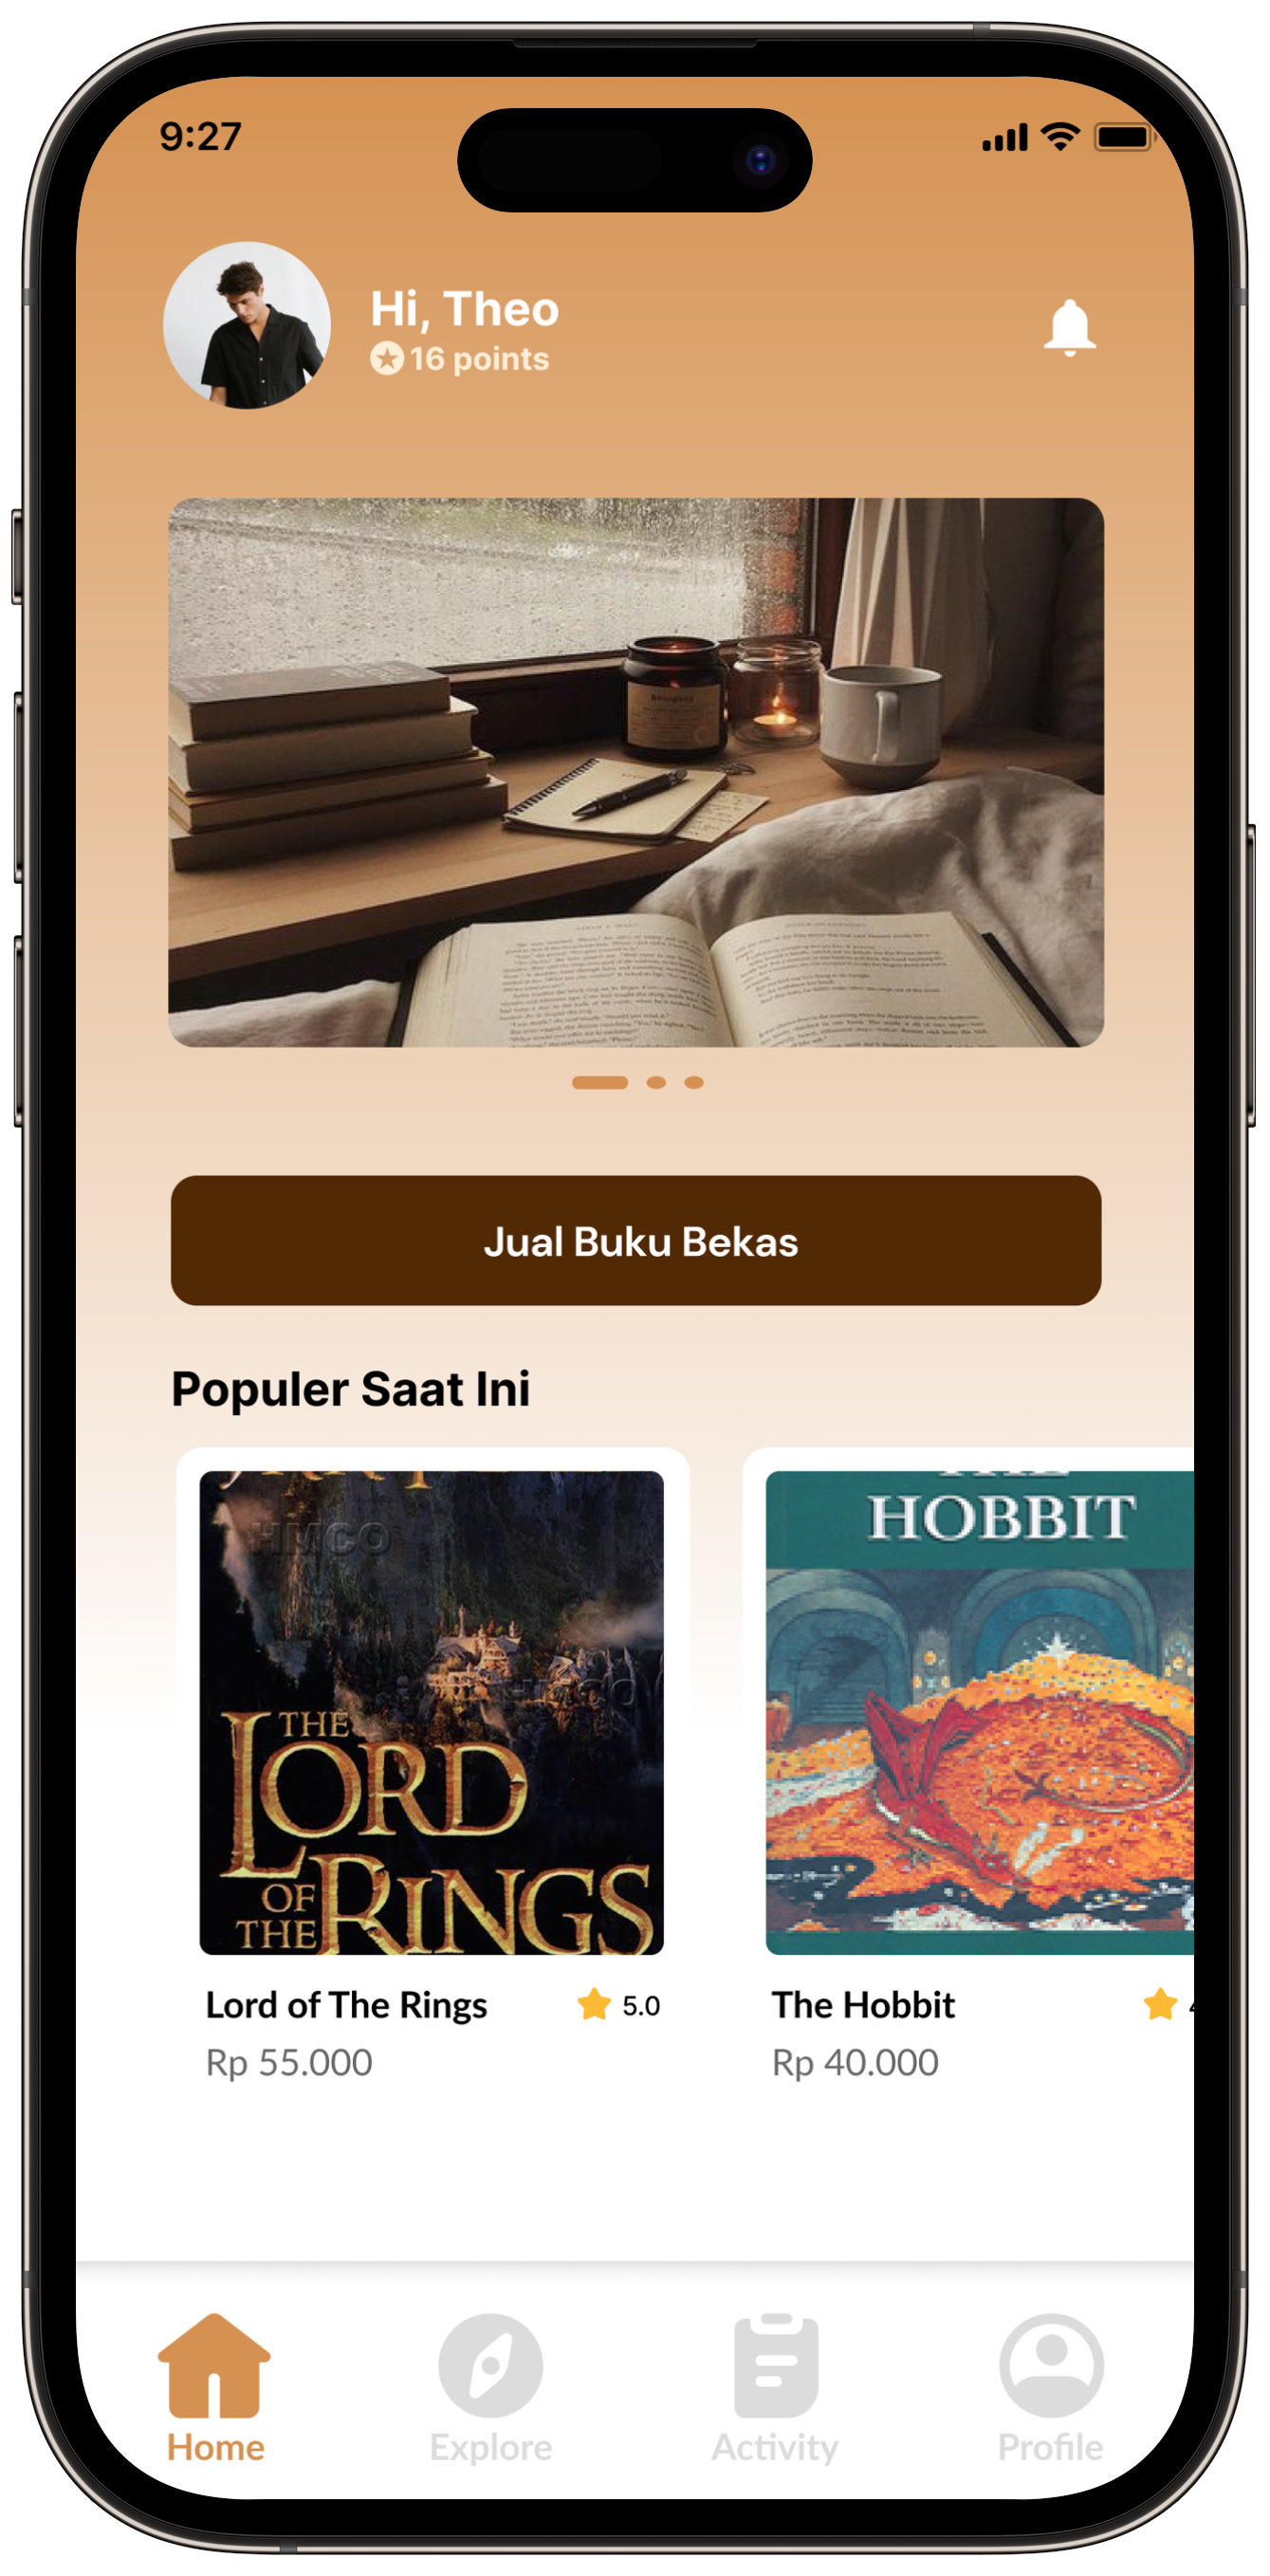 9:27
Hi, Theo
16 points
Jual Buku Bekas
Populer Saat Ini
HMCO
THE
LORD
OF
THE RINGS
HOBBIT
Lord of The Rings
5.0
The Hobbit
Rp 55.000
Rp 40.000
Home
Explore
Activity
Profile